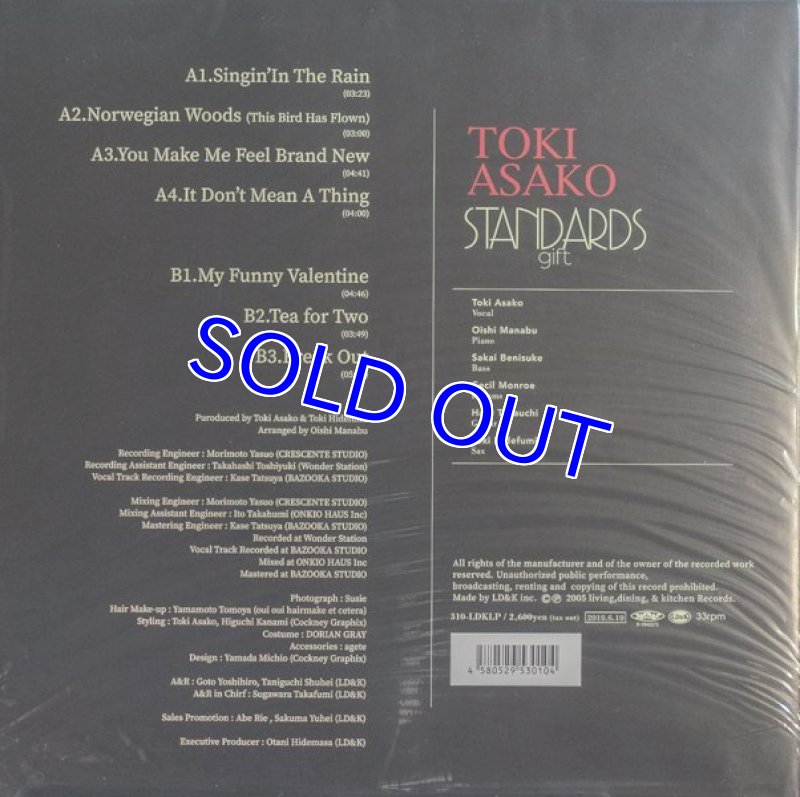 A1.Singin'In The Rain
(03:23)
A2.Norwegian Woods (This Bird Has Flown)
(03:00)
A3.You Make Me Feel Brand New
(04:41)
A4.It Don't Mean A Thing
(04:00)
B1.My Funny Valentine
(04:46)
B2.Tea for Two
(03:49)
B3. Out
Puroduced by Toki Asako & Toki
Arranged by Oishi Manabu
Recording Engineer : Morimoto Yasuo (CRESCENTE STUDIO)
Recording Assistant Engineer : Takahashi Toshiyuki (Wonder Station)
Vocal Track Recording Engineer : Kase Tatsuya (BAZOOKA STUDIO)
Mixing Engineer : Morimoto Yasuo (CRESCENTE STUDIO)
Mixing Assistant Engineer : Ito Takahumi (ONKIO HAUS Inc)
Mastering Engineer : Kase Tatsuya (BAZOOKA STUDIO)
Recorded at Wonder Station
Vocal Track Recorded at BAZOOKA STUDIO
Mixed at ONKIO HAUS Inc
Mastered at BAZOOKA STUDIO
Photograph : Susie
Hair Make-up : Yamamoto Tomoya (oui oui hairmake et cetera)
Styling : Toki Asako, Higuchi Kanami (Cockney Graphix)
Costume : DORIAN GRAY
Accessories : agete
Design : Yamada Michio (Cockney Graphix)
A&R : Goto Yoshihiro, Taniguchi Shuhei (LD&K)
A&R in Chirf : Sugawara Takafumi (LD&K)
Sales Promotion : Abe Rie , Sakuma Yuhei (LD&K)
Executive Producer : Otani Hidemasa (LD&K)
SOLD OUT
TOKI
ASAKO
STANDARDS
gift
Toki Asako
Vocal
Oishi Manabu
Piano
Sakai Benisuke
Bass
Cecil Monroe
Sax
All rights of the manufacturer and of the owner of the recorded work
reserved. Unauthorized public performance,
broadcasting, renting and copying of this record prohibited.
Made by LD&K inc. ©℗ 2005 living,dining, & kitchen Records.
310-LDKLP / 2,600yen (tax out) 2019.6.19 LD&K 33rpm
4 580529 530104